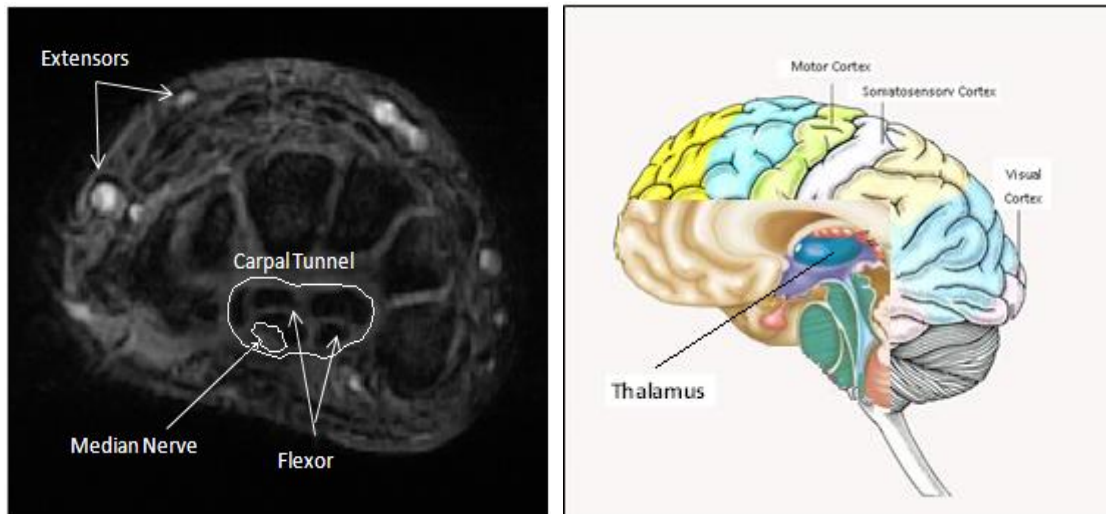 Extensors
Carpal Tunnel
Median Nerve
Flexor
Motor Cortex
Somatosensory Cortex
Visual
Cortex
Thalamus